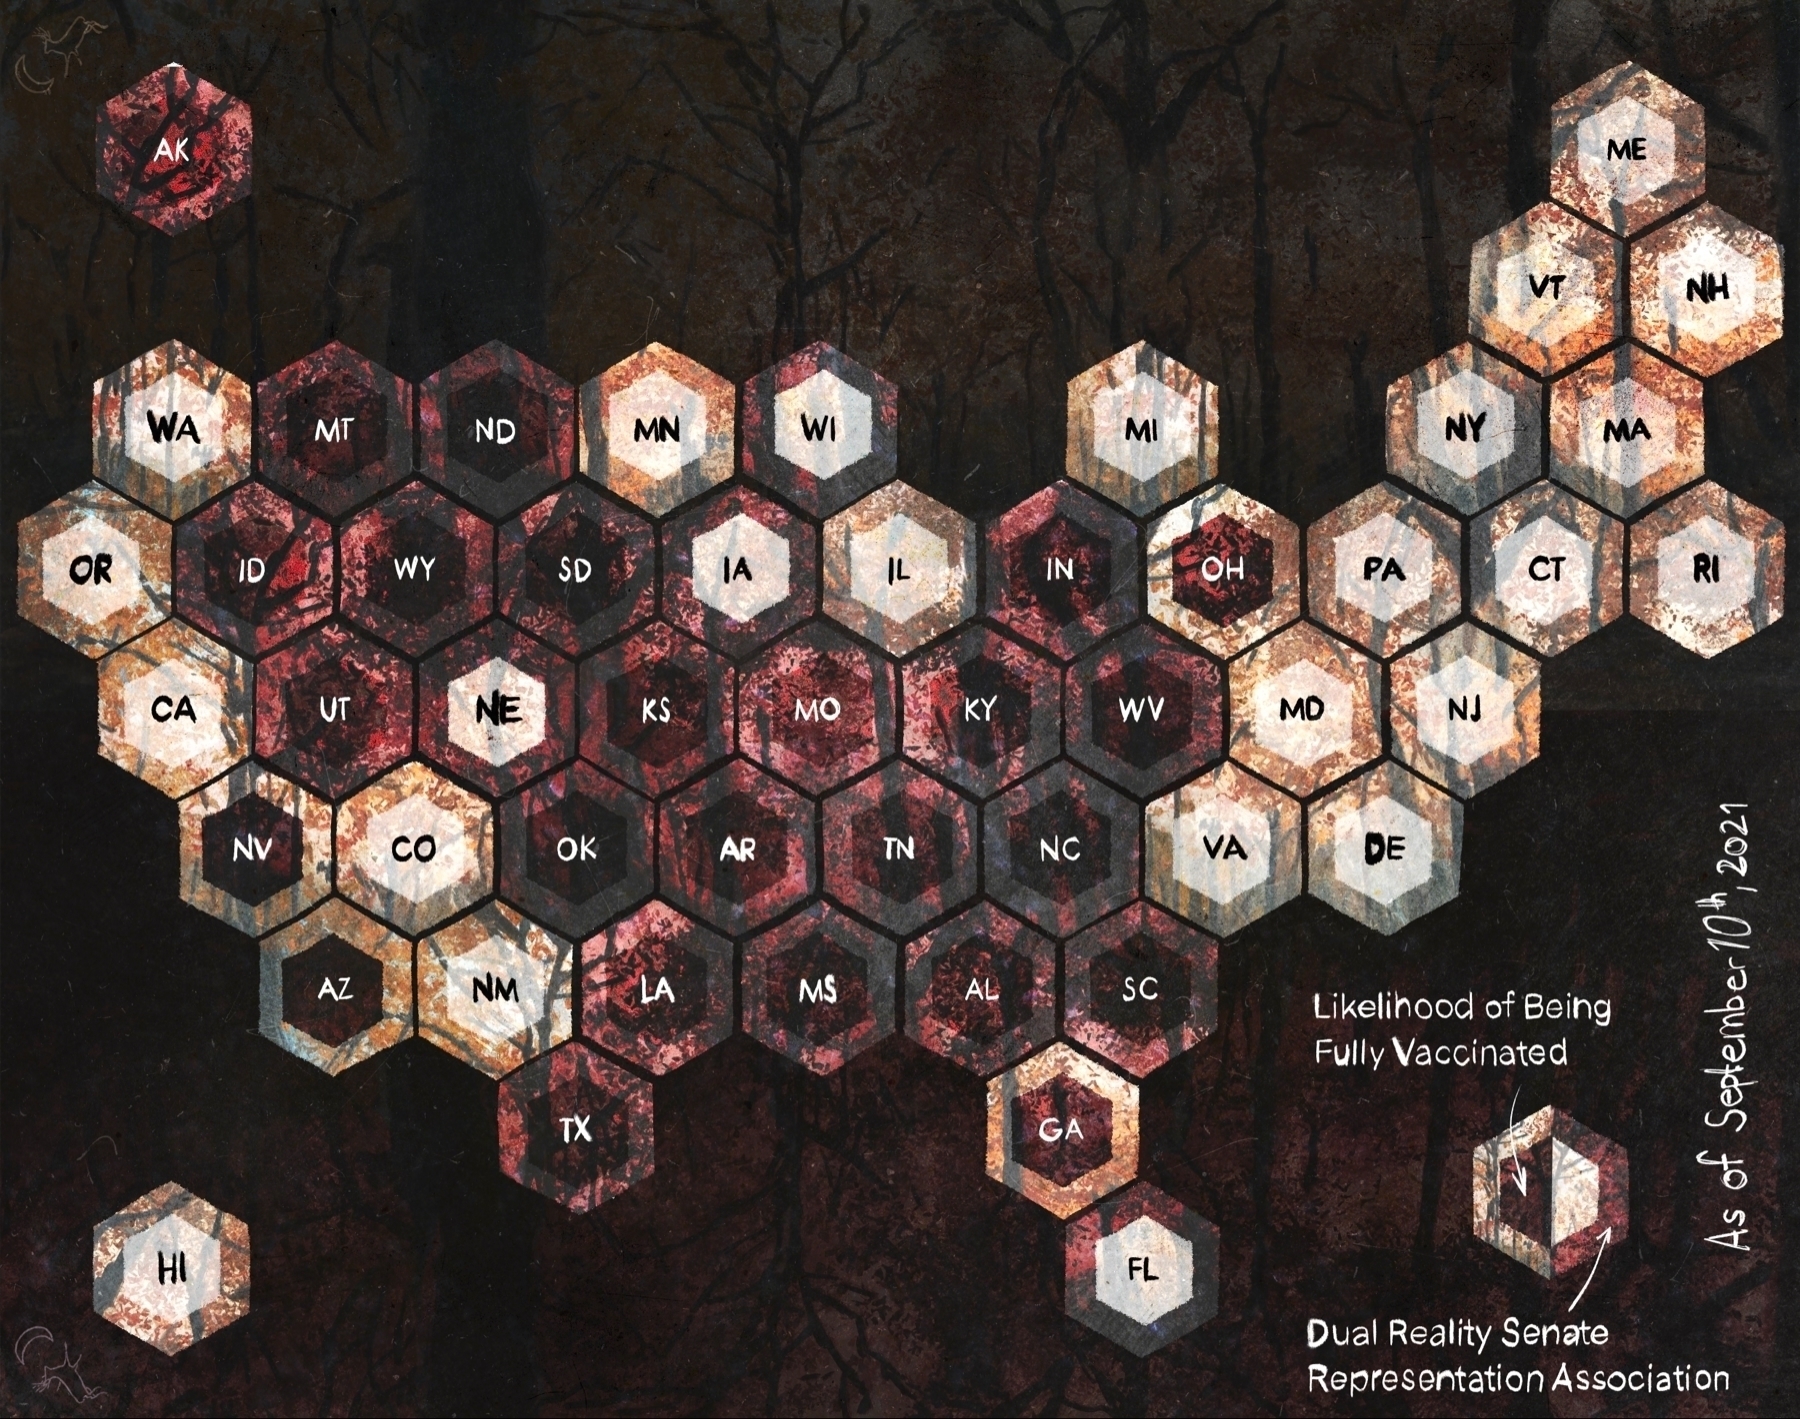 AK
ME
VT
NH
WA
MT
ND
MN
WI
MI
NY
MA
OR
ID
WY
SD
IA
IL
IN
OH
PA
CT
RI
CA
UT
NE
KS
MO
KY
WV
MD
NJ
NV
CO
OK
AR
TN
NC
VA
DE
AZ
NM
LA
MS
AL
SC
TX
GA
HI
FL
Likelihood of Being
Fully Vaccinated
Dual Reality Senate
Representation Association
As of September 10th, 2021